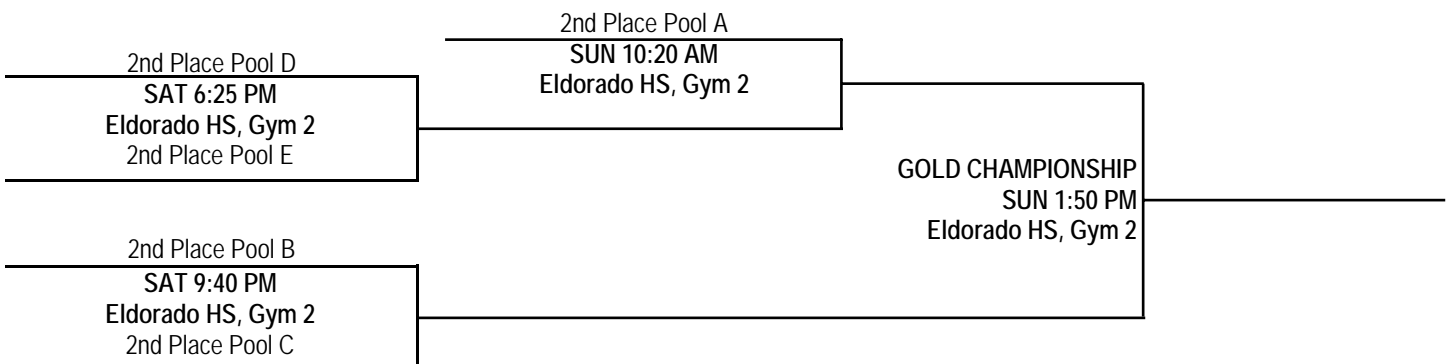 2nd Place Pool A
SUN 10:20 AM
Eldorado HS, Gym 2
2nd Place Pool D
SAT 6:25 PM
Eldorado HS, Gym 2
2nd Place Pool E
GOLD CHAMPIONSHIP
SUN 1:50 PM
Eldorado HS, Gym 2
2nd Place Pool B
SAT 9:40 PM
Eldorado HS, Gym 2
2nd Place Pool C